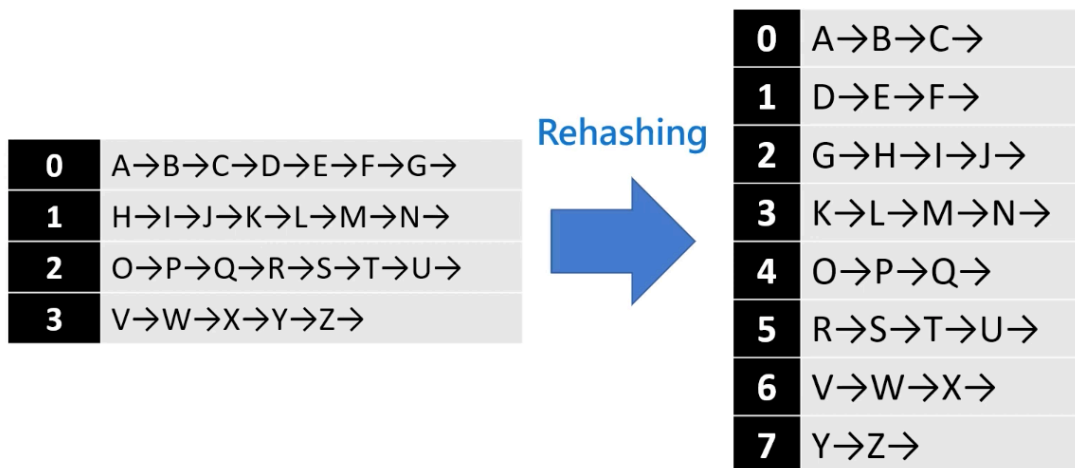 0 A→B→C→D→E→F→G→
1 H→I→J→K→L→M→N→
2 O→P→Q→R→S→T→U→
3 V→W→X→Y→Z→
Rehashing
0 A→B→C→
1 D→E→F→
2 G→H→I→J→
3 K→L→M→N→
4 O→P→Q→
5 R→S→T→U→
6 V→W→X→
7 Y→Z→